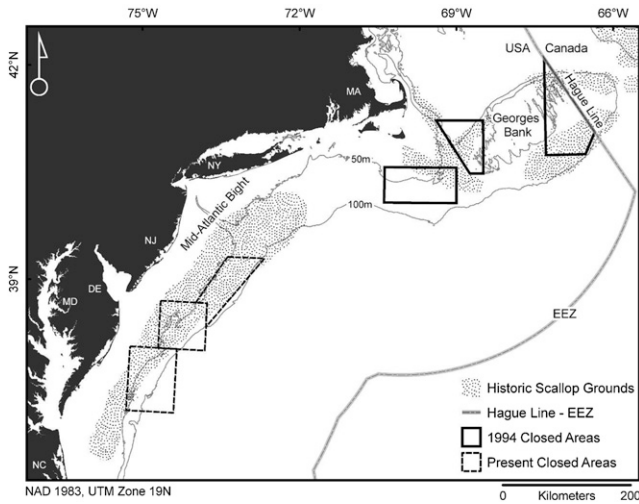 75°W 72°W 69°W 66°W
42°N
39°N
USA Canada
Hague Line
Georges
Bank
MA
NY
50m
100m
Mid-Atlantic Bight
NJ
DE
MD
NC
EEZ
Historic Scallop Grounds
Hague Line - EEZ
1994 Closed Areas
Present Closed Areas
NAD 1983, UTM Zone 19N
0 Kilometers 200